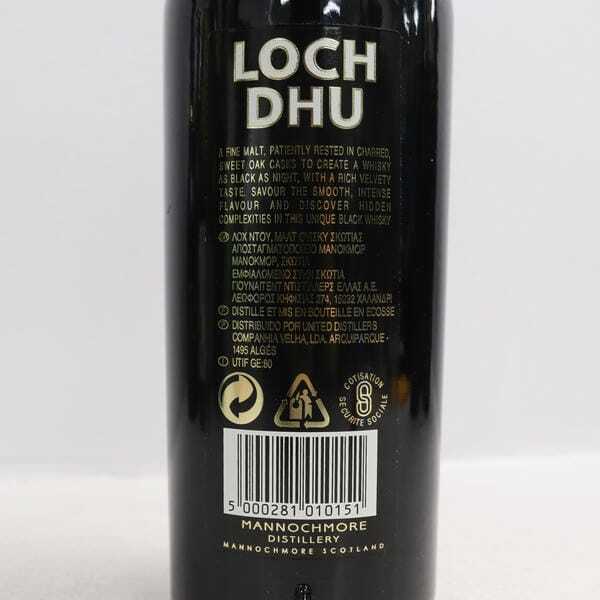 LOCH
DHU
A FINE MALT, PATIENTLY RESTED IN CHARRED,
SWEET OAK CASKS TO CREATE A WHISKY
AS BLACK AS NIGHT, WITH A RICH VELVETY
TASTE. SAVOUR THE SMOOTH, INTENSE
FLAVOUR AND DISCOVER HIDDEN
COMPLEXITIES IN THIS UNIQUE BLACK WHISKY
ΛΟΧ ΝΤΟΥ, ΜΑΛΤ ΟΥΙΣΚΥ ΣΚΩΤΙΑΣ
ΑΠΟΣΤΑΓΜΑΤΟΠΟΙΕΙΟ ΜΑΝΟΚΜΟΡ
ΜΑΝΟΚΜΟΡ, ΣΚΩΤΙΑ
ΕΜΦΙΑΛΩΜΕΝΟ ΣΤΗΝ ΣΚΩΤΙΑ
ΓΙΟΥΝΑΙΤΕΝΤ ΝΤΙΣΤΙΛΛΕΡΣ ΕΛΛΑΣ Α.Ε.
ΛΕΩΦΟΡΟΣ ΚΗΦΙΣΙΑΣ 274, 15232 ΧΑΛΑΝΔΡΙ
F DISTILLE ET MIS EN BOUTEILLE EN ECOSSE
P DISTRIBUIDO POR UNITED DISTILLERS
COMPANHIA VELHA, LDA. ARQUIPARQUE -
1495 ALGÉS
I UTIF GE:60
COTISATION
SECURITE SOCIALE
5 000281 010151
MANNOCHMORE
DISTILLERY
MANNOCHMORE SCOTLAND